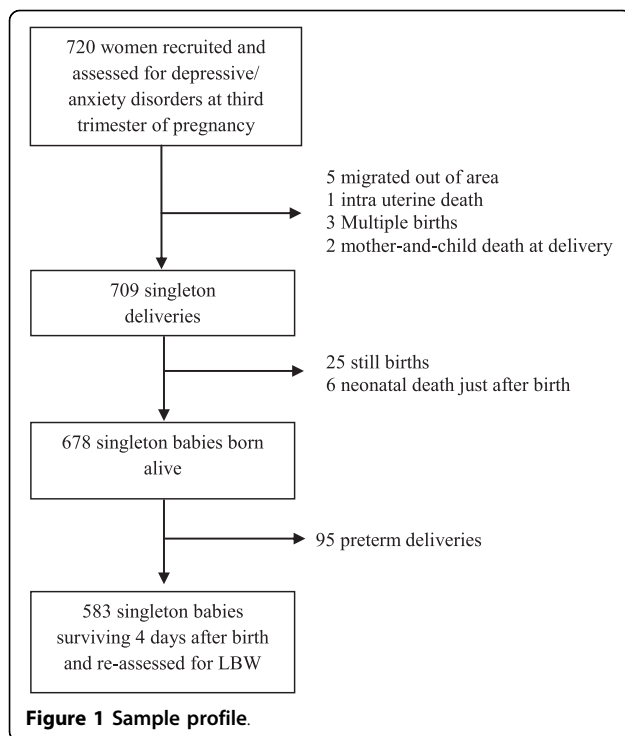 720 women recruited and
assessed for depressive/
anxiety disorders at third
trimester of pregnancy
5 migrated out of area
1 intra uterine death
3 Multiple births
2 mother-and-child death at delivery
709 singleton
deliveries
25 still births
6 neonatal death just after birth
678 singleton babies born
alive
95 preterm deliveries
583 singleton babies
surviving 4 days after birth
and re-assessed for LBW
Figure 1 Sample profile.